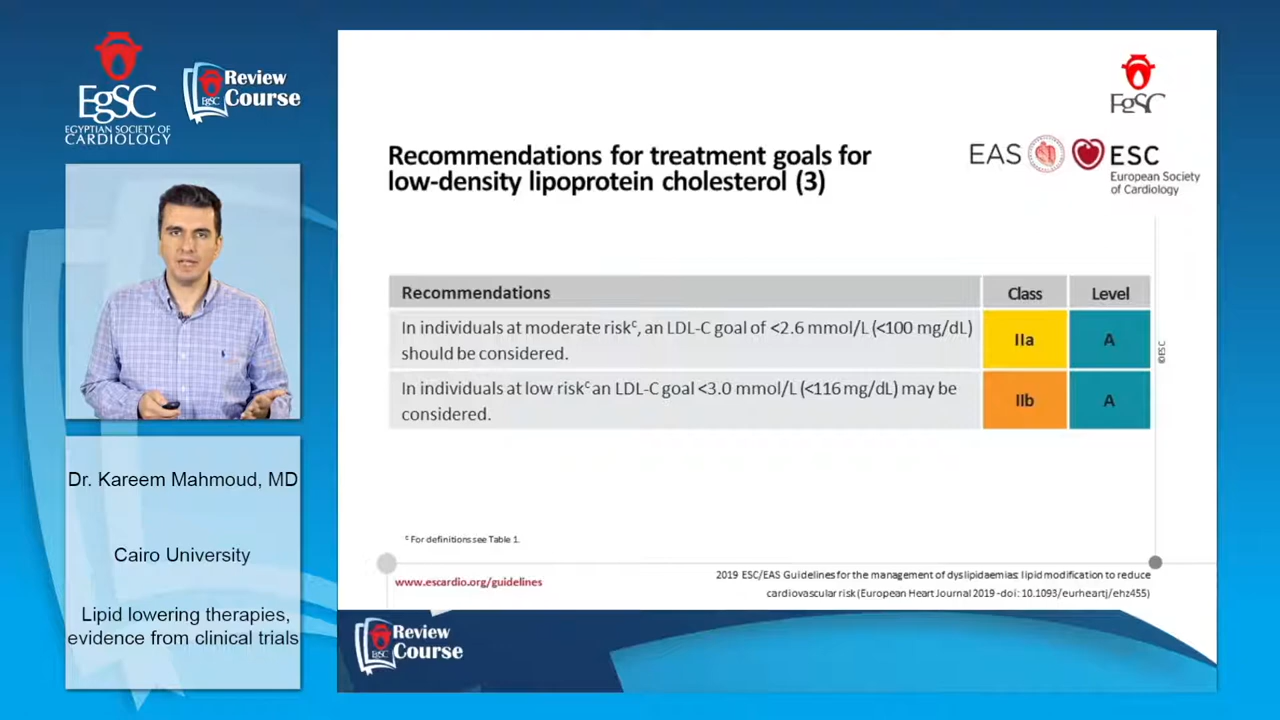 EgSC
EGYPTIAN SOCIETY OF
CARDIOLOGY
Review
Course
EgSC
Dr. Kareem Mahmoud, MD
Cairo University
Lipid lowering therapies,
evidence from clinical trials
EgSC
EAS
ESC
European Society
of Cardiology
Recommendations for treatment goals for
low-density lipoprotein cholesterol (3)
Recommendations Class Level
In individuals at moderate riskᶜ, an LDL-C goal of <2.6 mmol/L (<100 mg/dL)
should be considered.
IIa A
In individuals at low riskᶜ an LDL-C goal <3.0 mmol/L (<116 mg/dL) may be
considered.
IIb A
©ESC
ᶜ For definitions see Table 1.
www.escardio.org/guidelines
2019 ESC/EAS Guidelines for the management of dyslipidaemias: lipid modification to reduce
cardiovascular risk (European Heart Journal 2019 -doi: 10.1093/eurheartj/ehz455)
Review
Course
EgSC